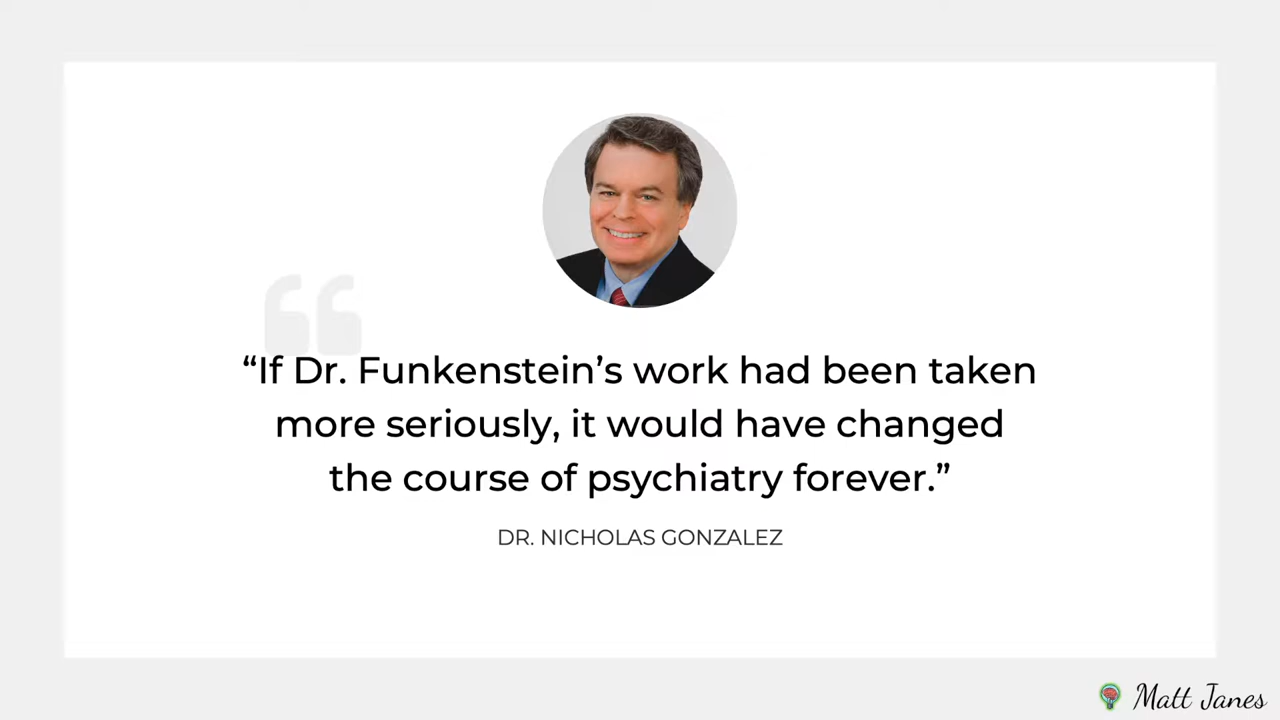 “If Dr. Funkenstein’s work had been taken
more seriously, it would have changed
the course of psychiatry forever.”
DR. NICHOLAS GONZALEZ
Matt Janes